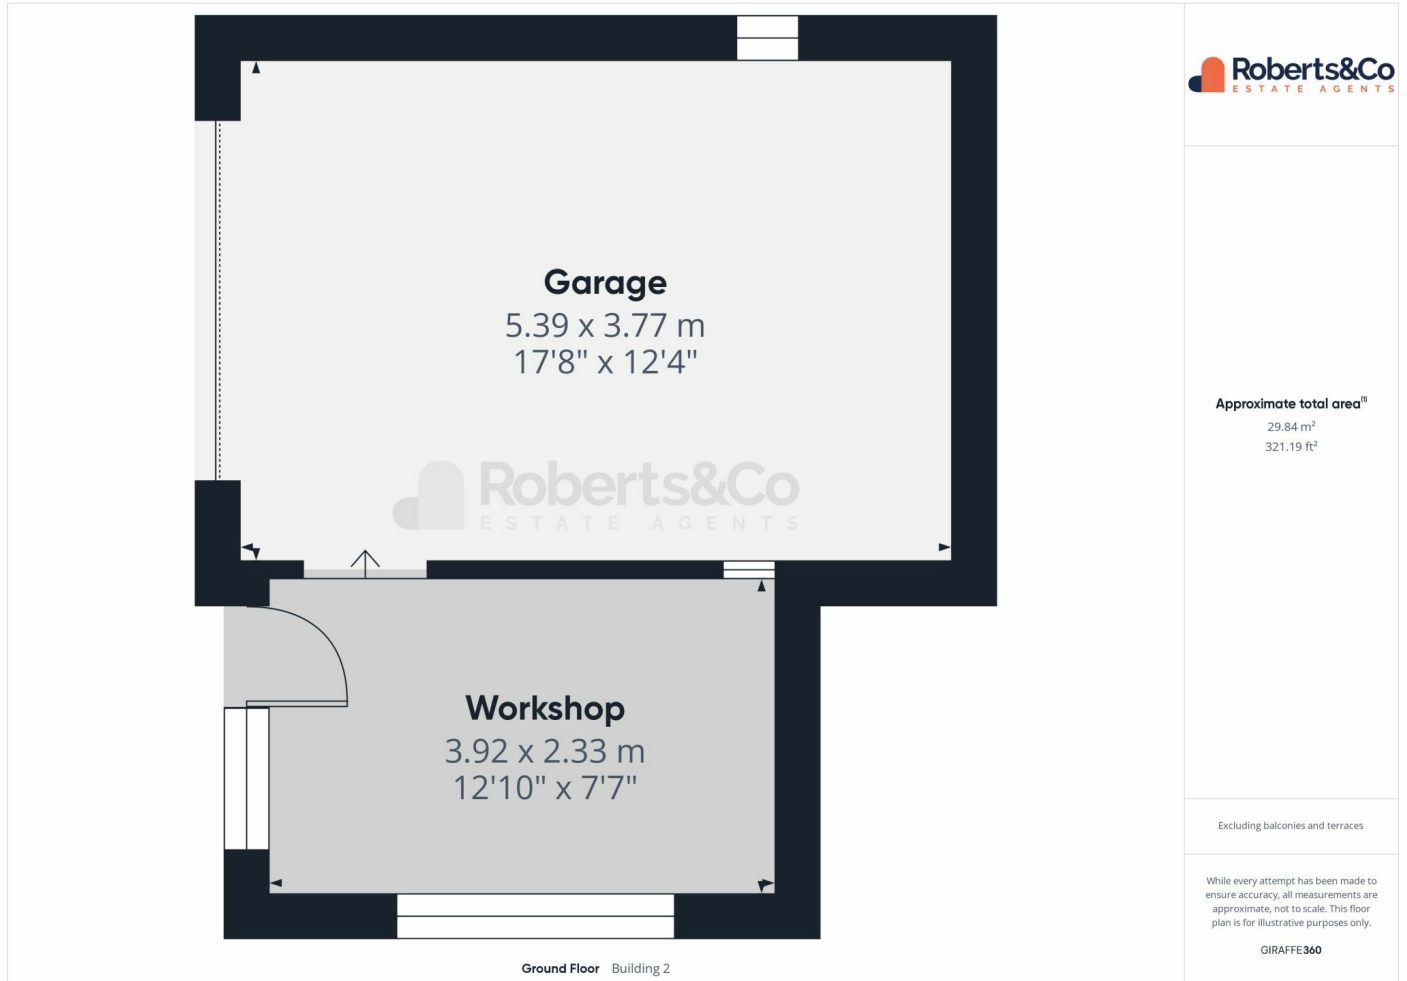 Garage
5.39 x 3.77 m
17'8" x 12'4"
Roberts&Co
ESTATE AGENTS
Workshop
3.92 x 2.33 m
12'10" x 7'7"
Ground Floor Building 2
Roberts&Co
ESTATE AGENTS
Approximate total area(1)
29.84 m²
321.19 ft²
Excluding balconies and terraces
While every attempt has been made to
ensure accuracy, all measurements are
approximate, not to scale. This floor
plan is for illustrative purposes only.
GIRAFFE360